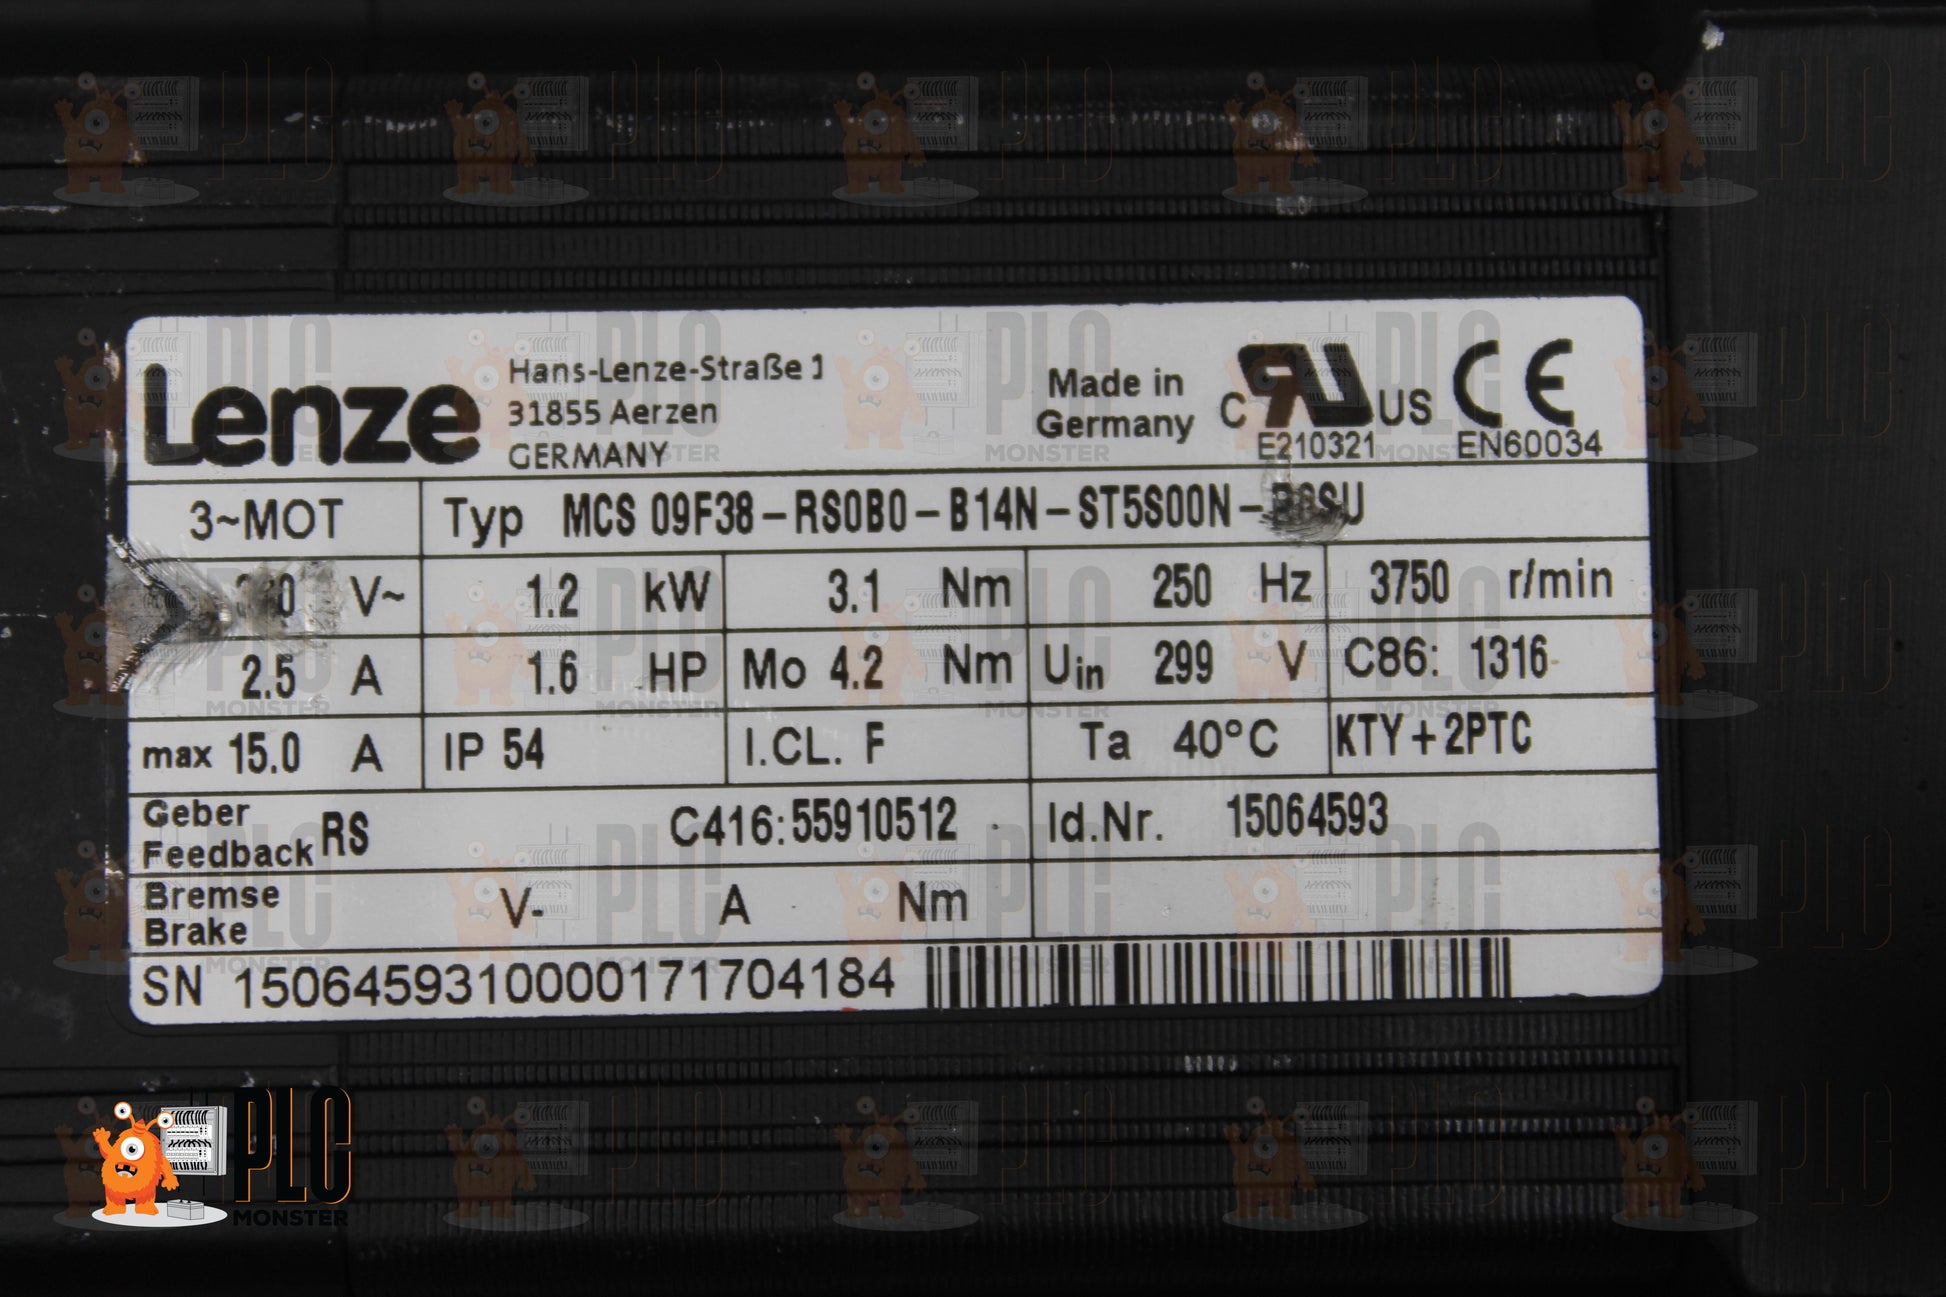 Lenze
Hans-Lenze-Straße 1
31855 Aerzen
GERMANY
Made in
Germany
C US
E210321
CE
EN60034
3~MOT
Typ MCS 09F38-RS0B0-B14N-ST5S00N-
V~
1.2 kW
3.1 Nm
250 Hz
3750 r/min
2.5 A
1.6 HP
Mo 4.2 Nm
Uin 299 V
C86: 1316
max 15.0 A
IP 54
I.CL. F
Ta 40°C
KTY+2PTC
Geber
Feedback RS
C416:55910512
Id.Nr. 15064593
Bremse
Brake
V-
A
Nm
SN 1506459310000171704184
PLC
MONSTER